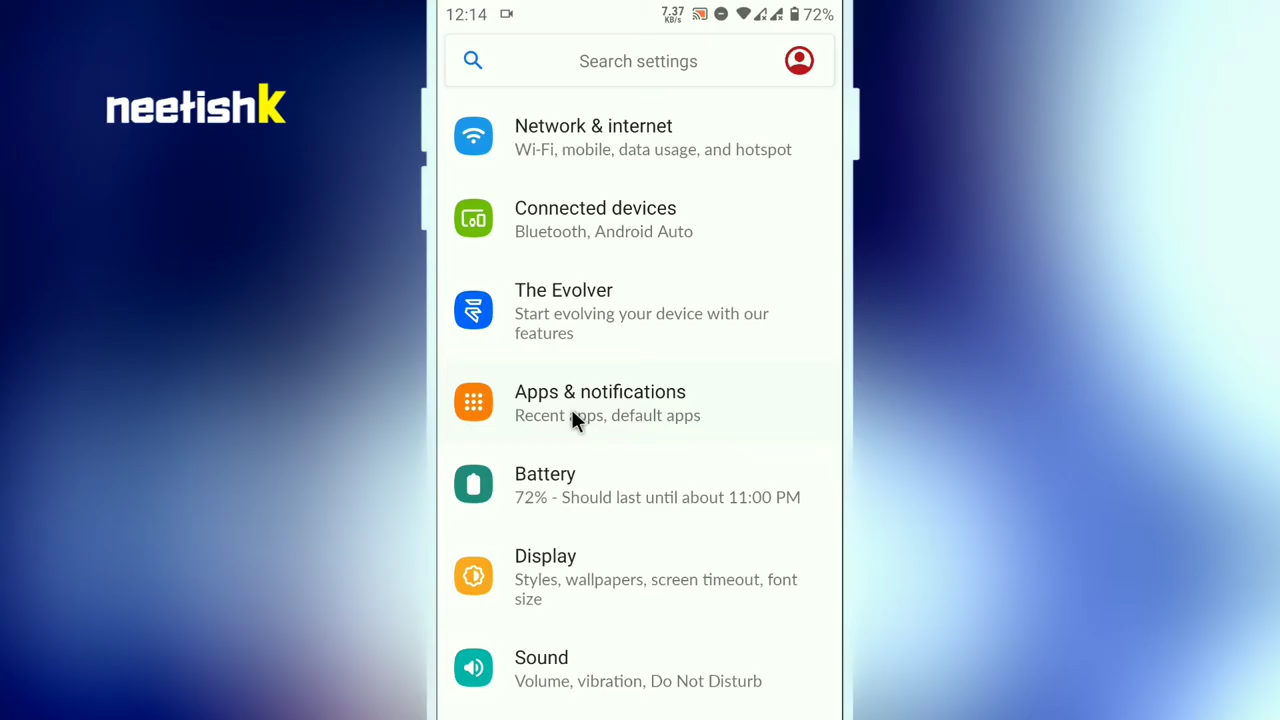 12:14 7.37 KB/s 72%
neetishk
Search settings
Network & internet
Wi-Fi, mobile, data usage, and hotspot
Connected devices
Bluetooth, Android Auto
The Evolver
Start evolving your device with our
features
Apps & notifications
Recent apps, default apps
Battery
72% - Should last until about 11:00 PM
Display
Styles, wallpapers, screen timeout, font
size
Sound
Volume, vibration, Do Not Disturb